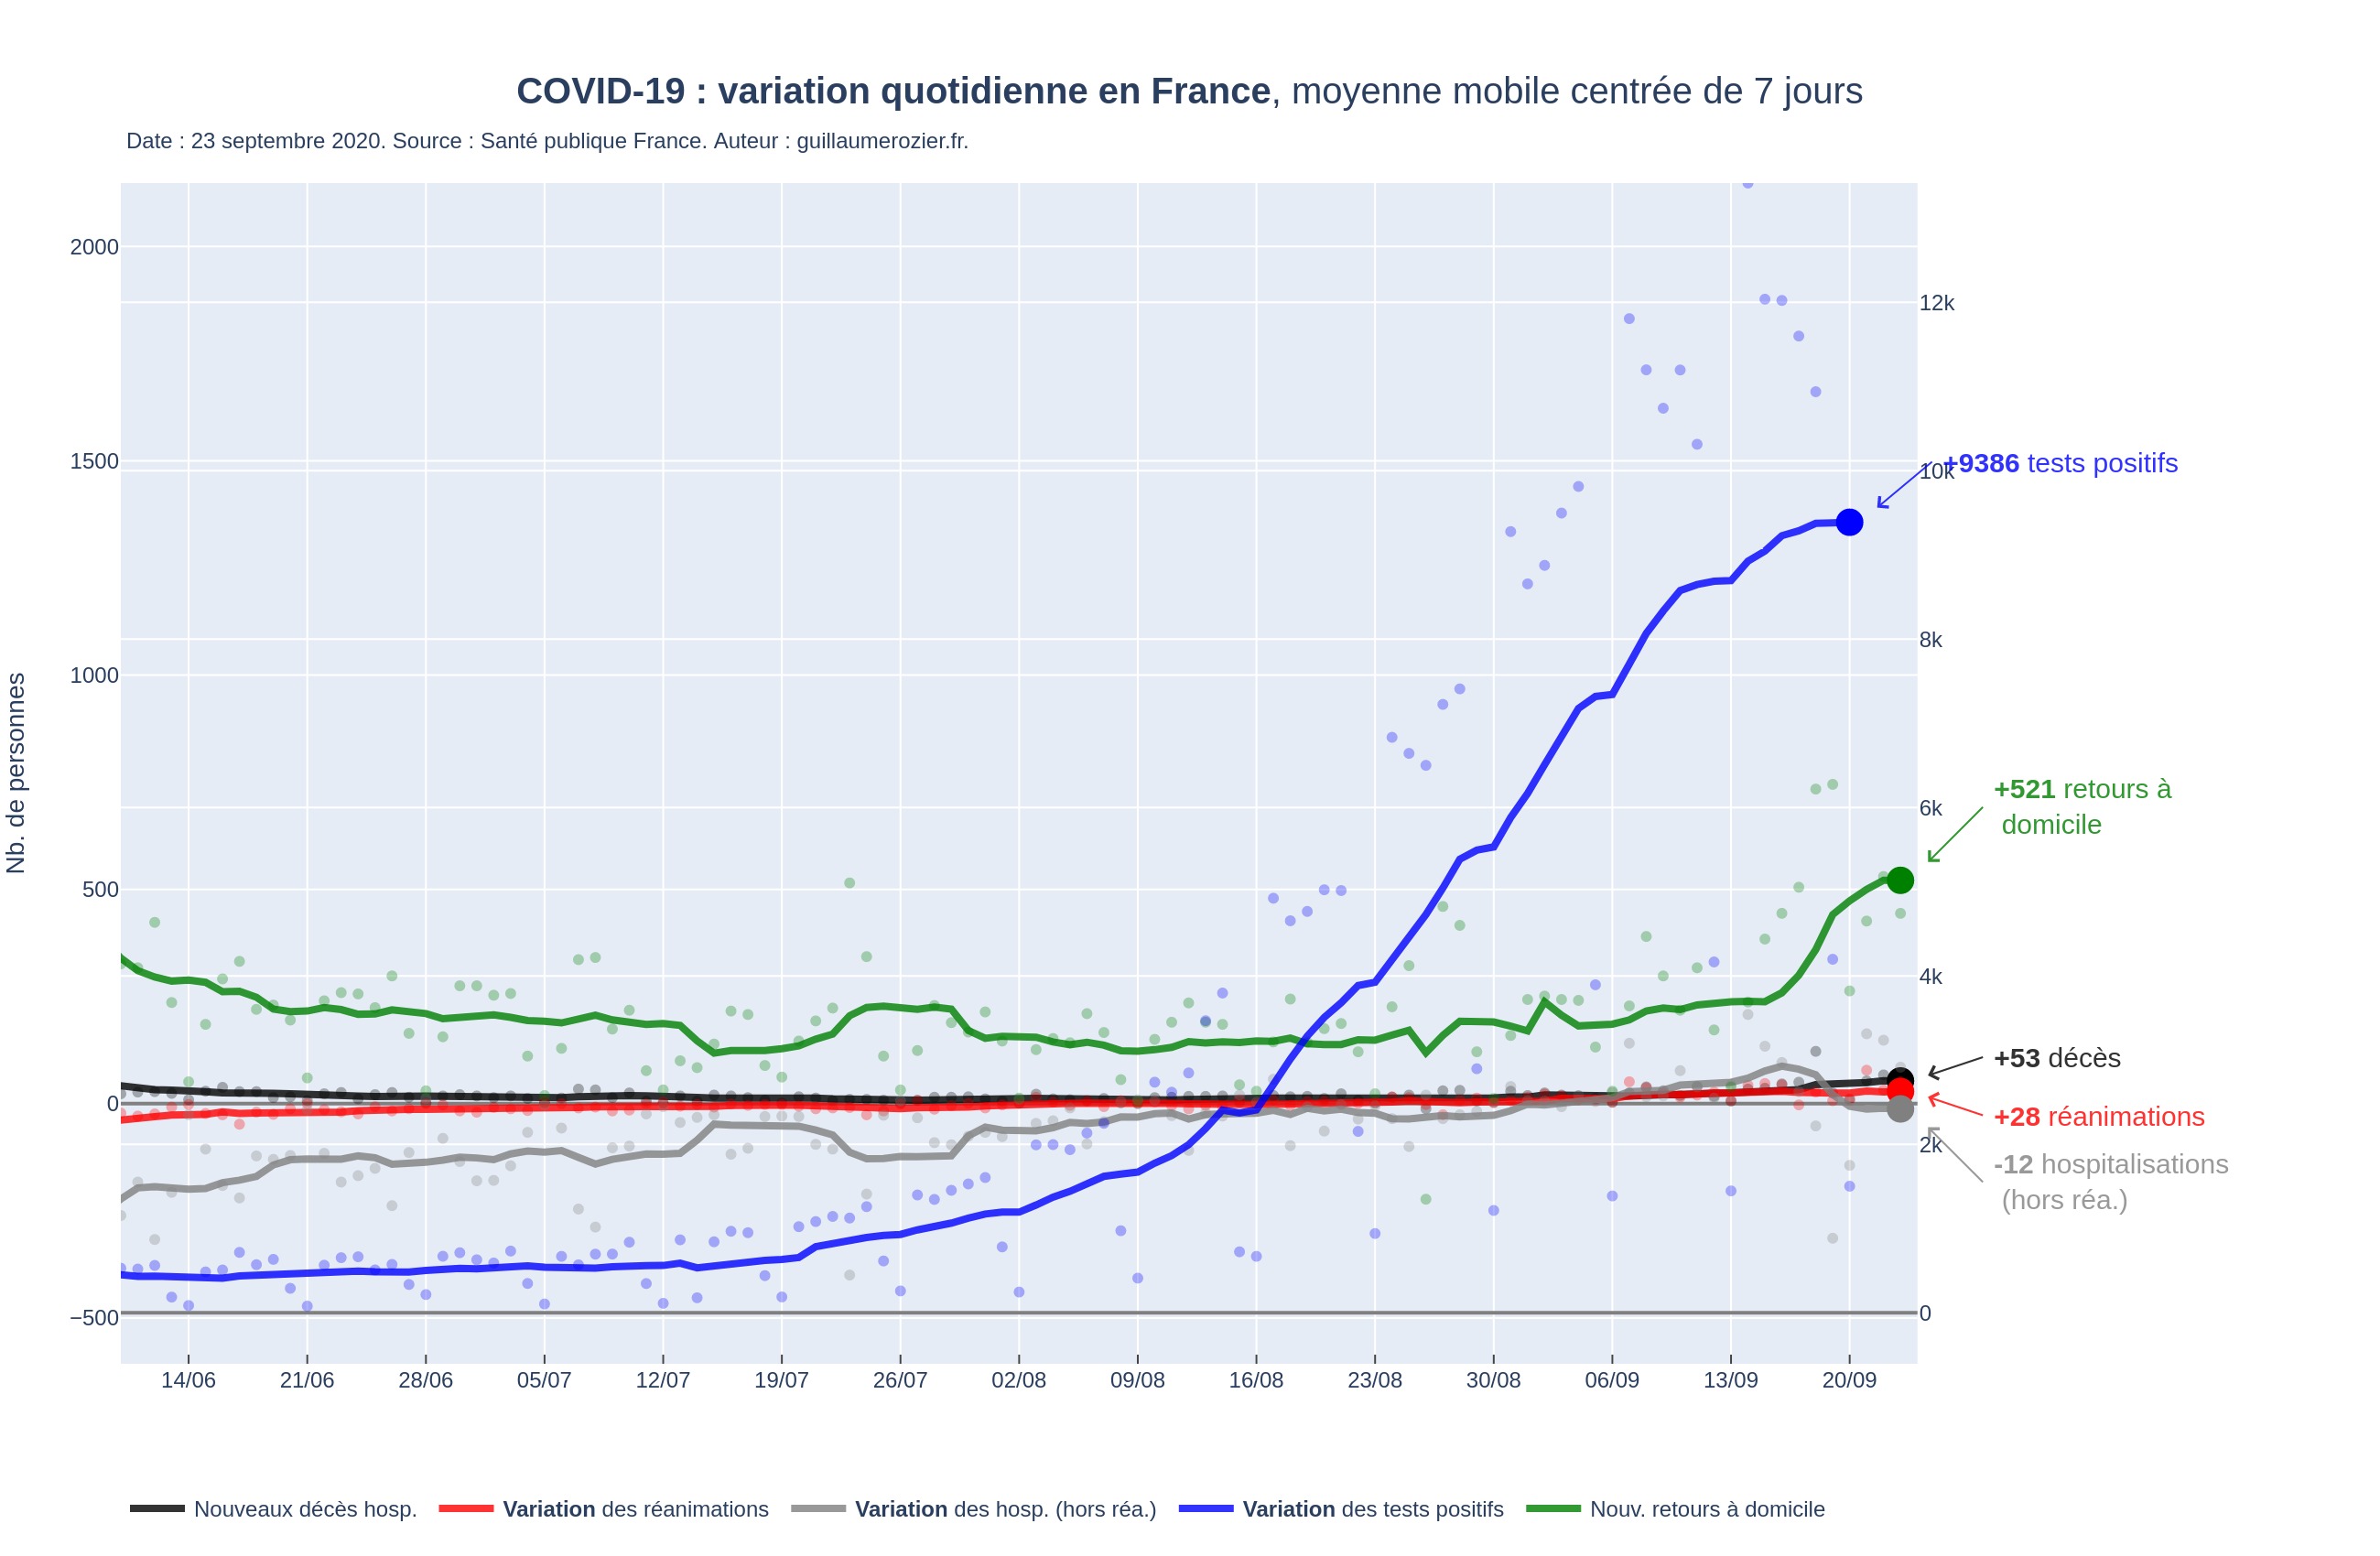 COVID-19 : variation quotidienne en France, moyenne mobile centrée de 7 jours
Date : 23 septembre 2020. Source : Santé publique France. Auteur : guillaumerozier.fr.
Nb. de personnes
2000
1500
1000
500
0
−500
12k
10k
8k
6k
4k
2k
0
+9386 tests positifs
+521 retours à
domicile
+53 décès
+28 réanimations
-12 hospitalisations
(hors réa.)
14/06 21/06 28/06 05/07 12/07 19/07 26/07 02/08 09/08 16/08 23/08 30/08 06/09 13/09 20/09
Nouveaux décès hosp. Variation des réanimations Variation des hosp. (hors réa.) Variation des tests positifs Nouv. retours à domicile